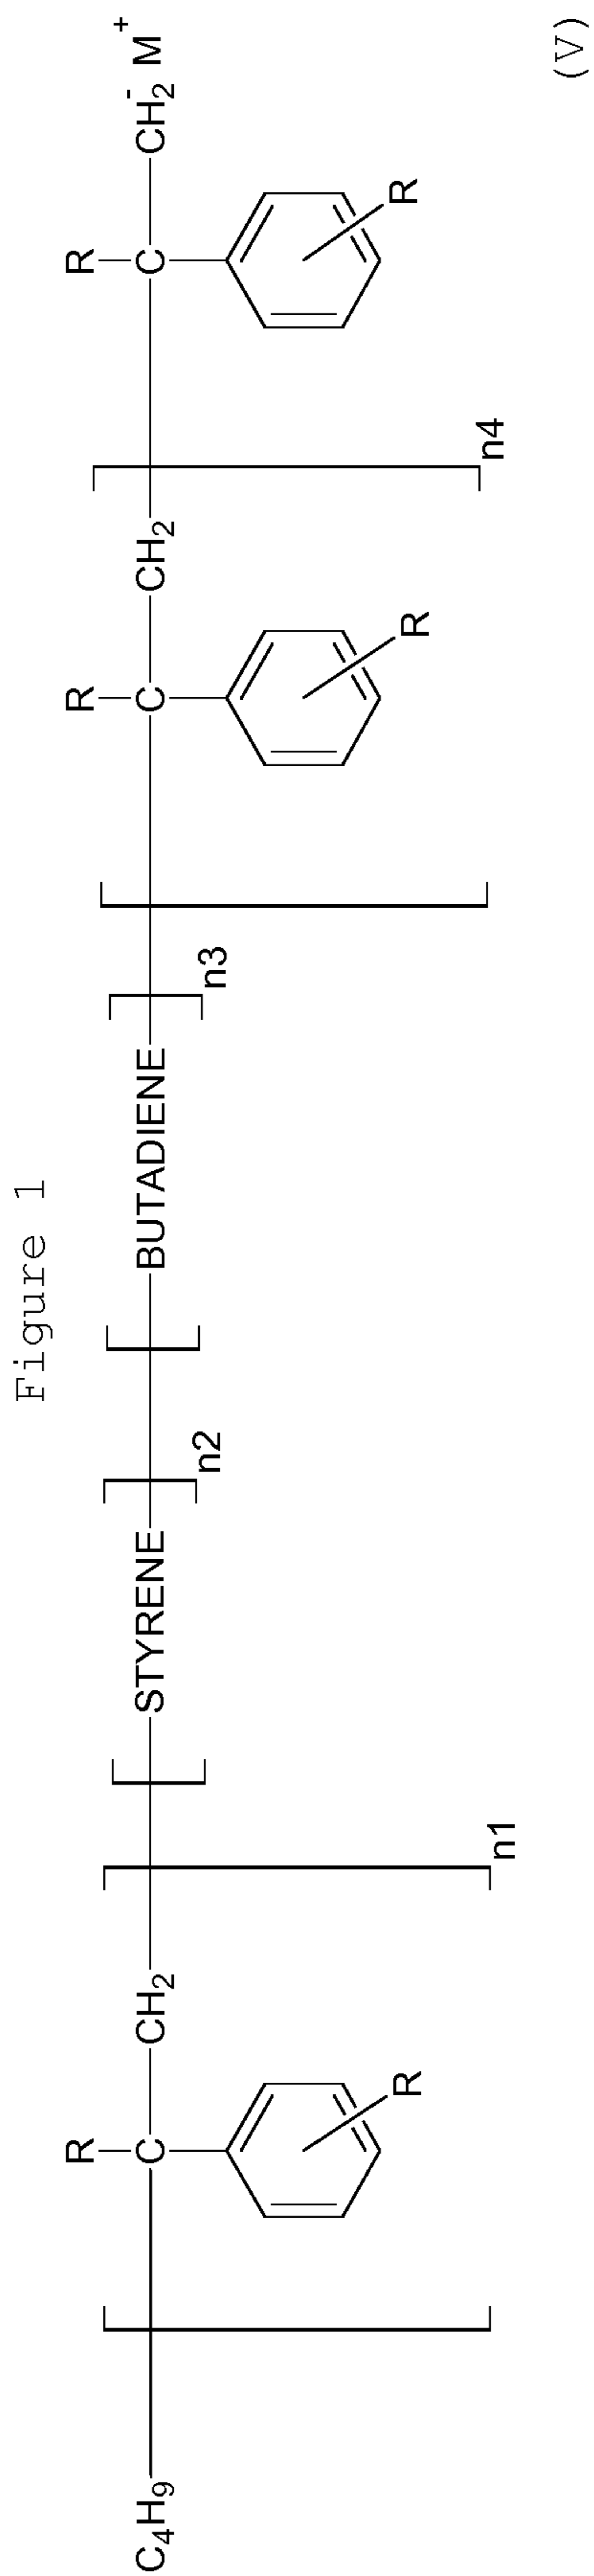 Figure 1
C4H9
R
C
CH2
R
n1
STYRENE
n2
BUTADIENE
n3
R
C
CH2
R
n4
R
C
CH2
- M +
R
(V)